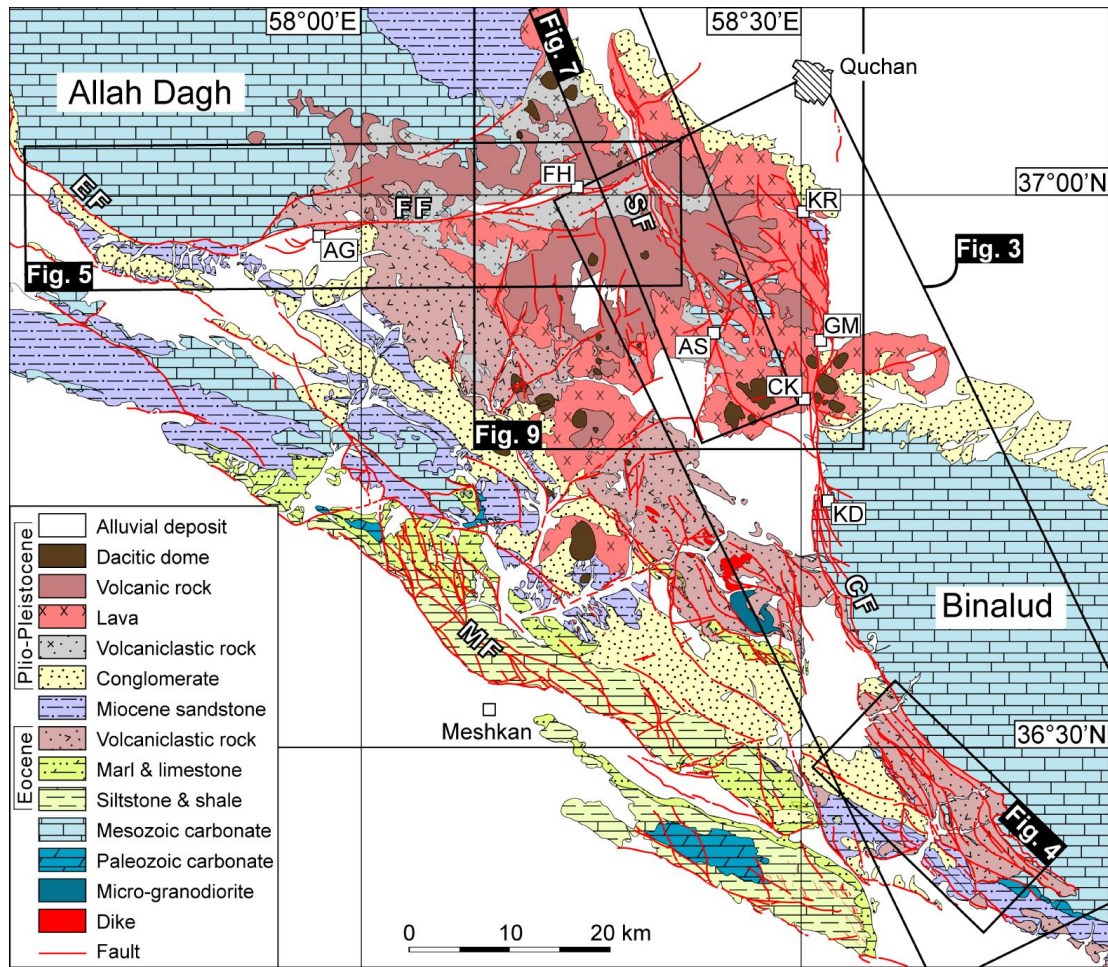 58°00'E
58°30'E
Fig. 7
Quchan
Allah Dagh
FH
37°00'N
EF
FF
SF
KR
AG
Fig. 3
Fig. 5
GM
AS
CK
Fig. 9
KD
CF
Binalud
MF
Meshkan
36°30'N
Fig. 4
Plio-Pleistocene
Eocene
Alluvial deposit
Dacitic dome
Volcanic rock
Lava
Volcaniclastic rock
Conglomerate
Miocene sandstone
Volcaniclastic rock
Marl & limestone
Siltstone & shale
Mesozoic carbonate
Paleozoic carbonate
Micro-granodiorite
Dike
Fault
0 10 20 km